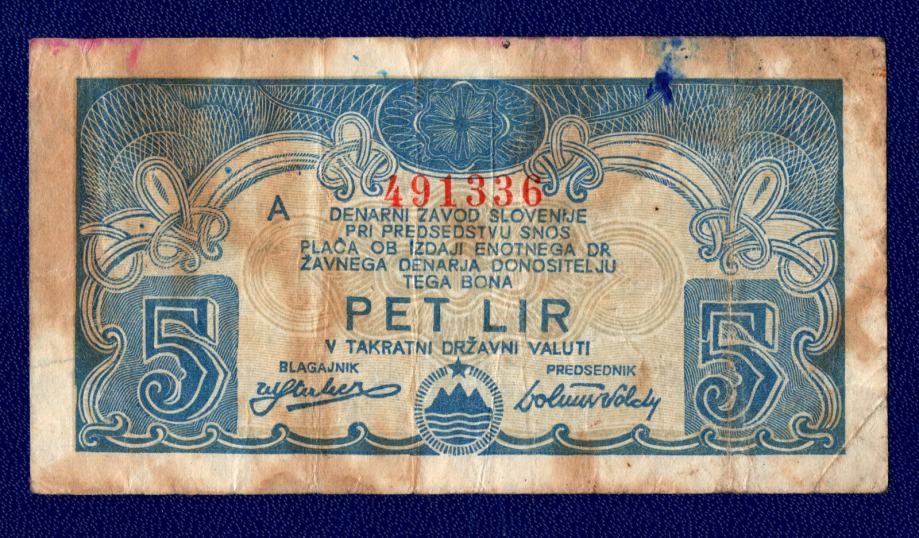 491336
A
DENARNI ZAVOD SLOVENIJE
PRI PREDSEDSTVU SNOS
PLAČA OB IZDAJI ENOTNEGA DR
ŽAVNEGA DENARJA DONOSITELJU
TEGA BONA
PET LIR
V TAKRATNI DRŽAVNI VALUTI
BLAGAJNIK
PREDSEDNIK
5
5